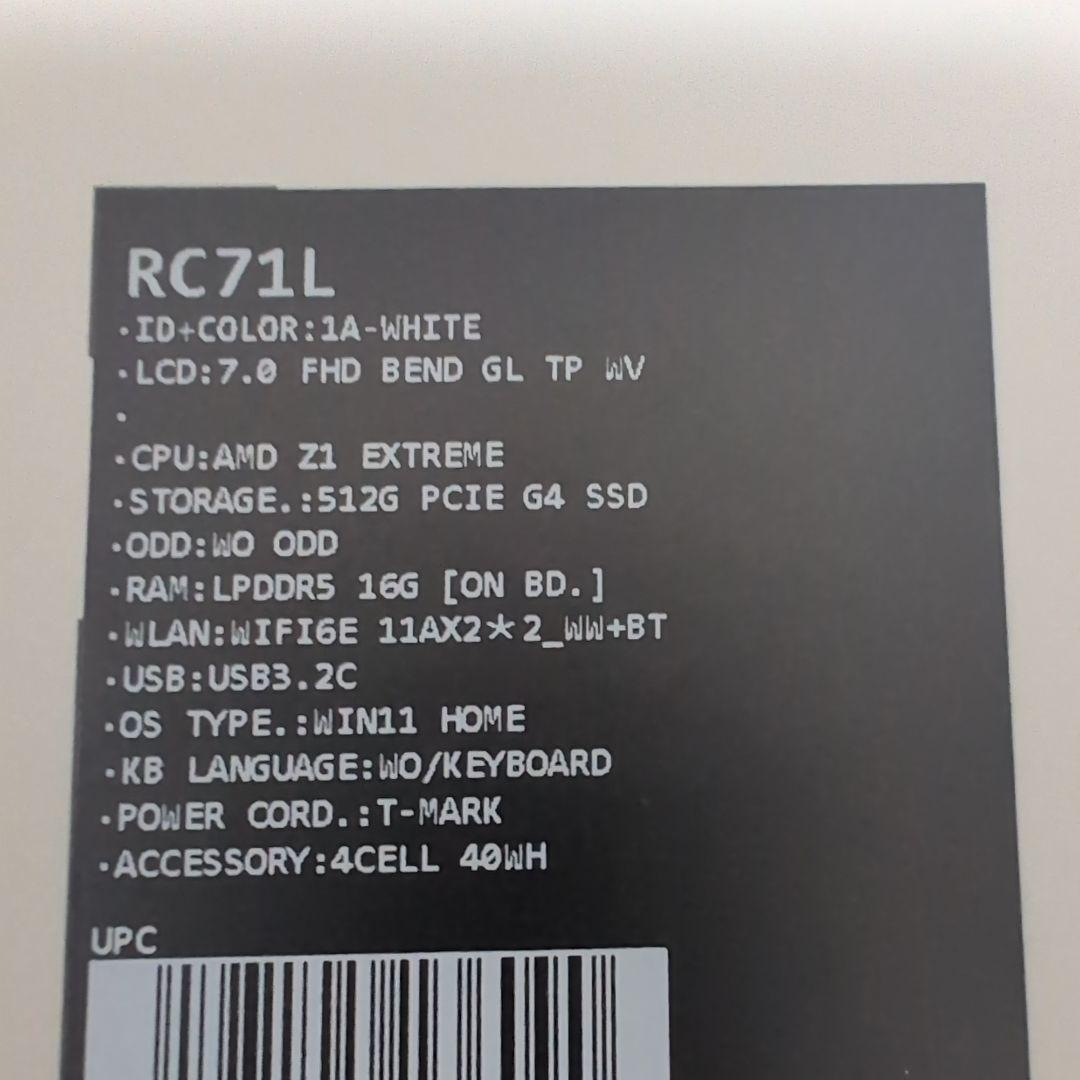 RC71L
·ID+COLOR:1A-WHITE
·LCD:7.0 FHD BEND GL TP WV
·
·CPU:AMD Z1 EXTREME
·STORAGE.:512G PCIE G4 SSD
·ODD:WO ODD
·RAM:LPDDR5 16G [ON BD.]
·WLAN:WIFI6E 11AX2*2_WW+BT
·USB:USB3.2C
·OS TYPE.:WIN11 HOME
·KB LANGUAGE:WO/KEYBOARD
·POWER CORD.:T-MARK
·ACCESSORY:4CELL 40WH
UPC